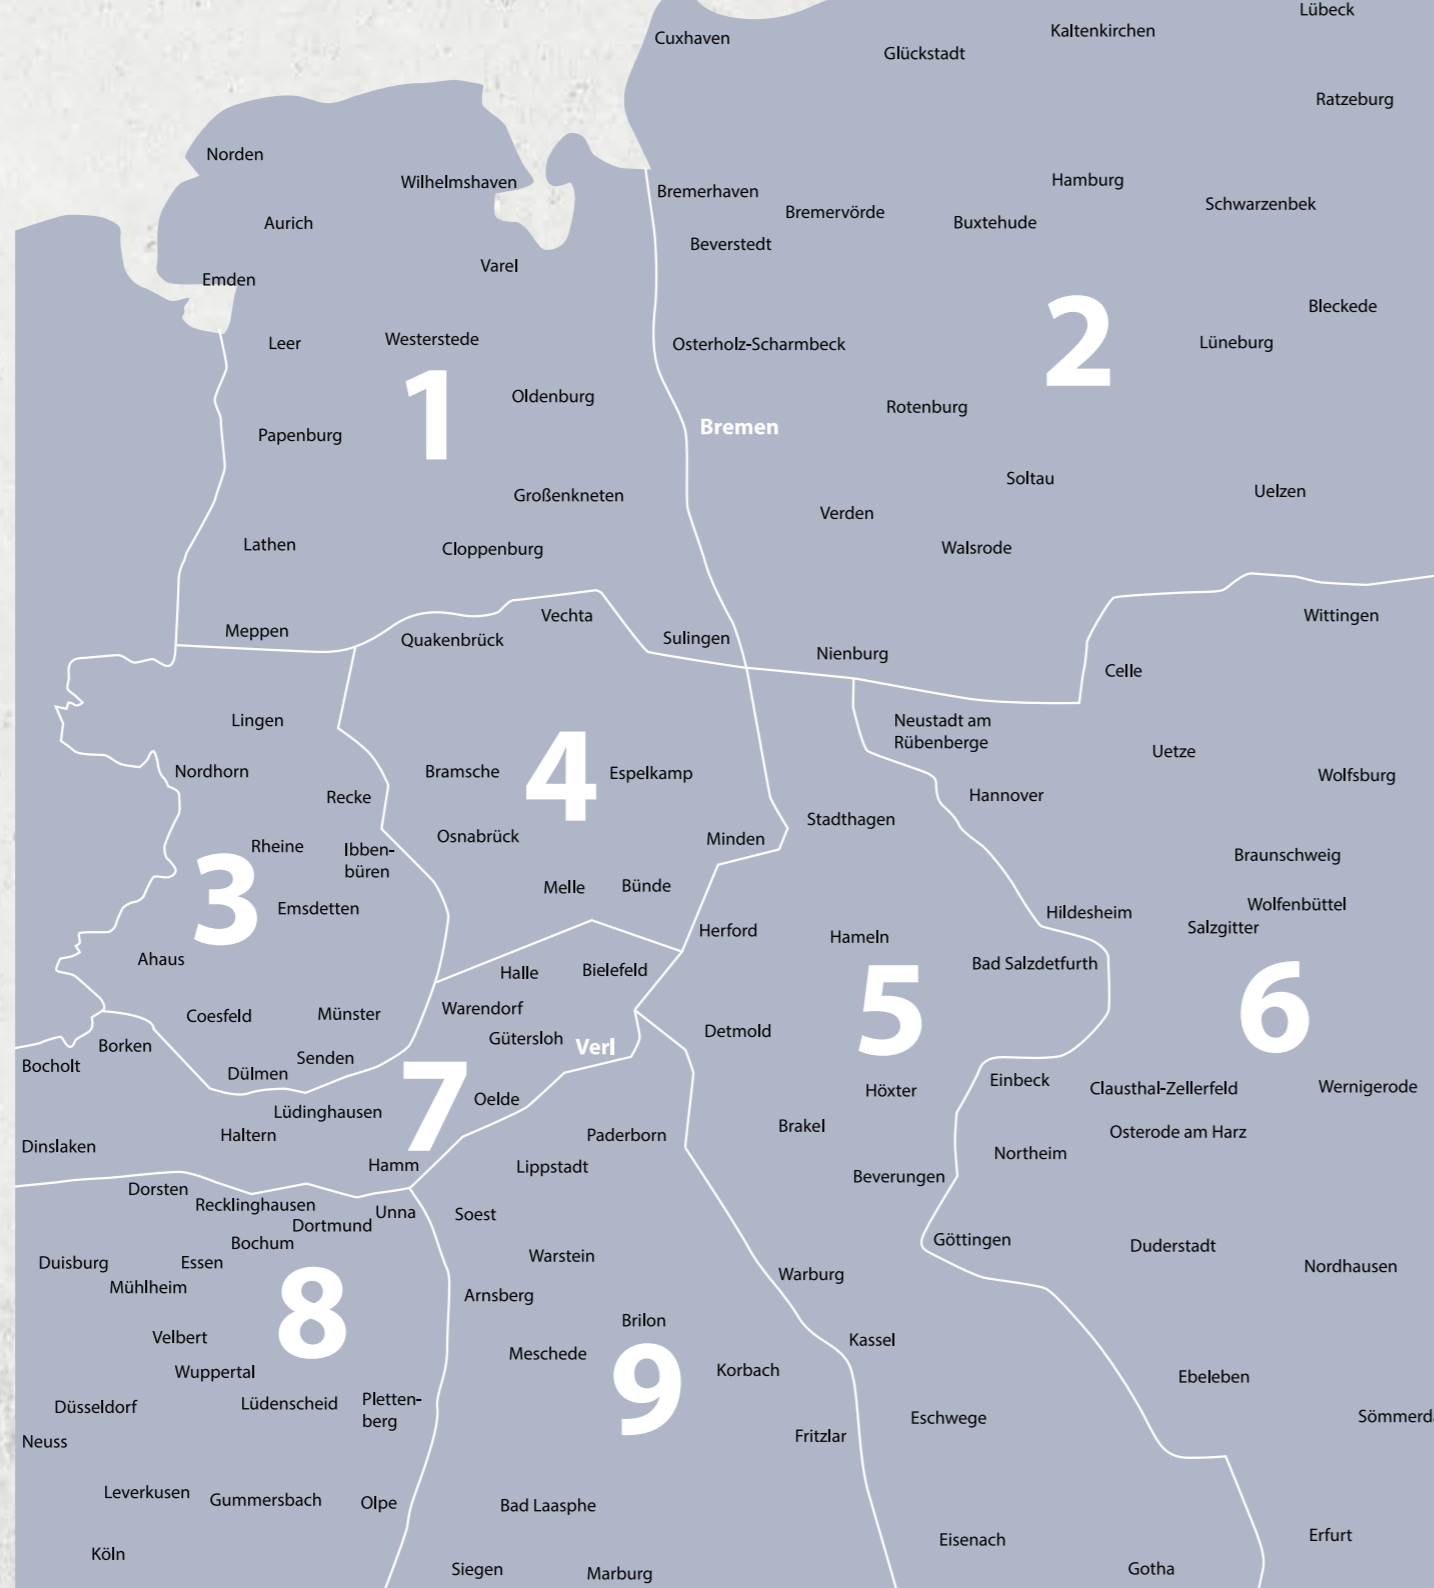 Lübeck
Kaltenkirchen
Cuxhaven
Glückstadt
Ratzeburg
Norden
Hamburg
Wilhelmshaven
Bremerhaven
Schwarzenbek
Bremervörde
Buxtehude
Aurich
Beverstedt
Varel
Emden
Bleckede
2
Leer
Westerstede
Osterholz-Scharmbeck
Lüneburg
Oldenburg
Rotenburg
1
Bremen
Papenburg
Soltau
Uelzen
Großenkneten
Verden
Lathen
Cloppenburg
Walsrode
Vechta
Wittingen
Meppen
Quakenbrück
Sulingen
Nienburg
Celle
Lingen
Neustadt am
Rübenberge
Uetze
Nordhorn
Bramsche
4
Espelkamp
Wolfsburg
Recke
Hannover
Stadthagen
Osnabrück
Minden
Rheine
Ibben-
büren
Braunschweig
Melle
Bünde
3
Emsdetten
Wolfenbüttel
Hildesheim
Salzgitter
Herford
Hameln
Ahaus
Halle
Bielefeld
Bad Salzdetfurth
5
6
Warendorf
Coesfeld
Münster
Detmold
Gütersloh
Verl
Borken
Senden
Bocholt
Dülmen
Einbeck
Clausthal-Zellerfeld
Wernigerode
Höxter
Oelde
7
Lüdinghausen
Brakel
Osterode am Harz
Haltern
Paderborn
Dinslaken
Northeim
Hamm
Lippstadt
Beverungen
Dorsten
Recklinghausen
Unna
Soest
Dortmund
Göttingen
Bochum
Duderstadt
Warstein
Duisburg
Essen
Nordhausen
Warburg
Mühlheim
Arnsberg
8
Brilon
Velbert
Kassel
Meschede
Wuppertal
Korbach
Ebeleben
9
Düsseldorf
Lüdenscheid
Pletten-
berg
Eschwege
Sömmerda
Neuss
Fritzlar
Leverkusen
Gummersbach
Olpe
Bad Laasphe
Erfurt
Eisenach
Köln
Siegen
Marburg
Gotha